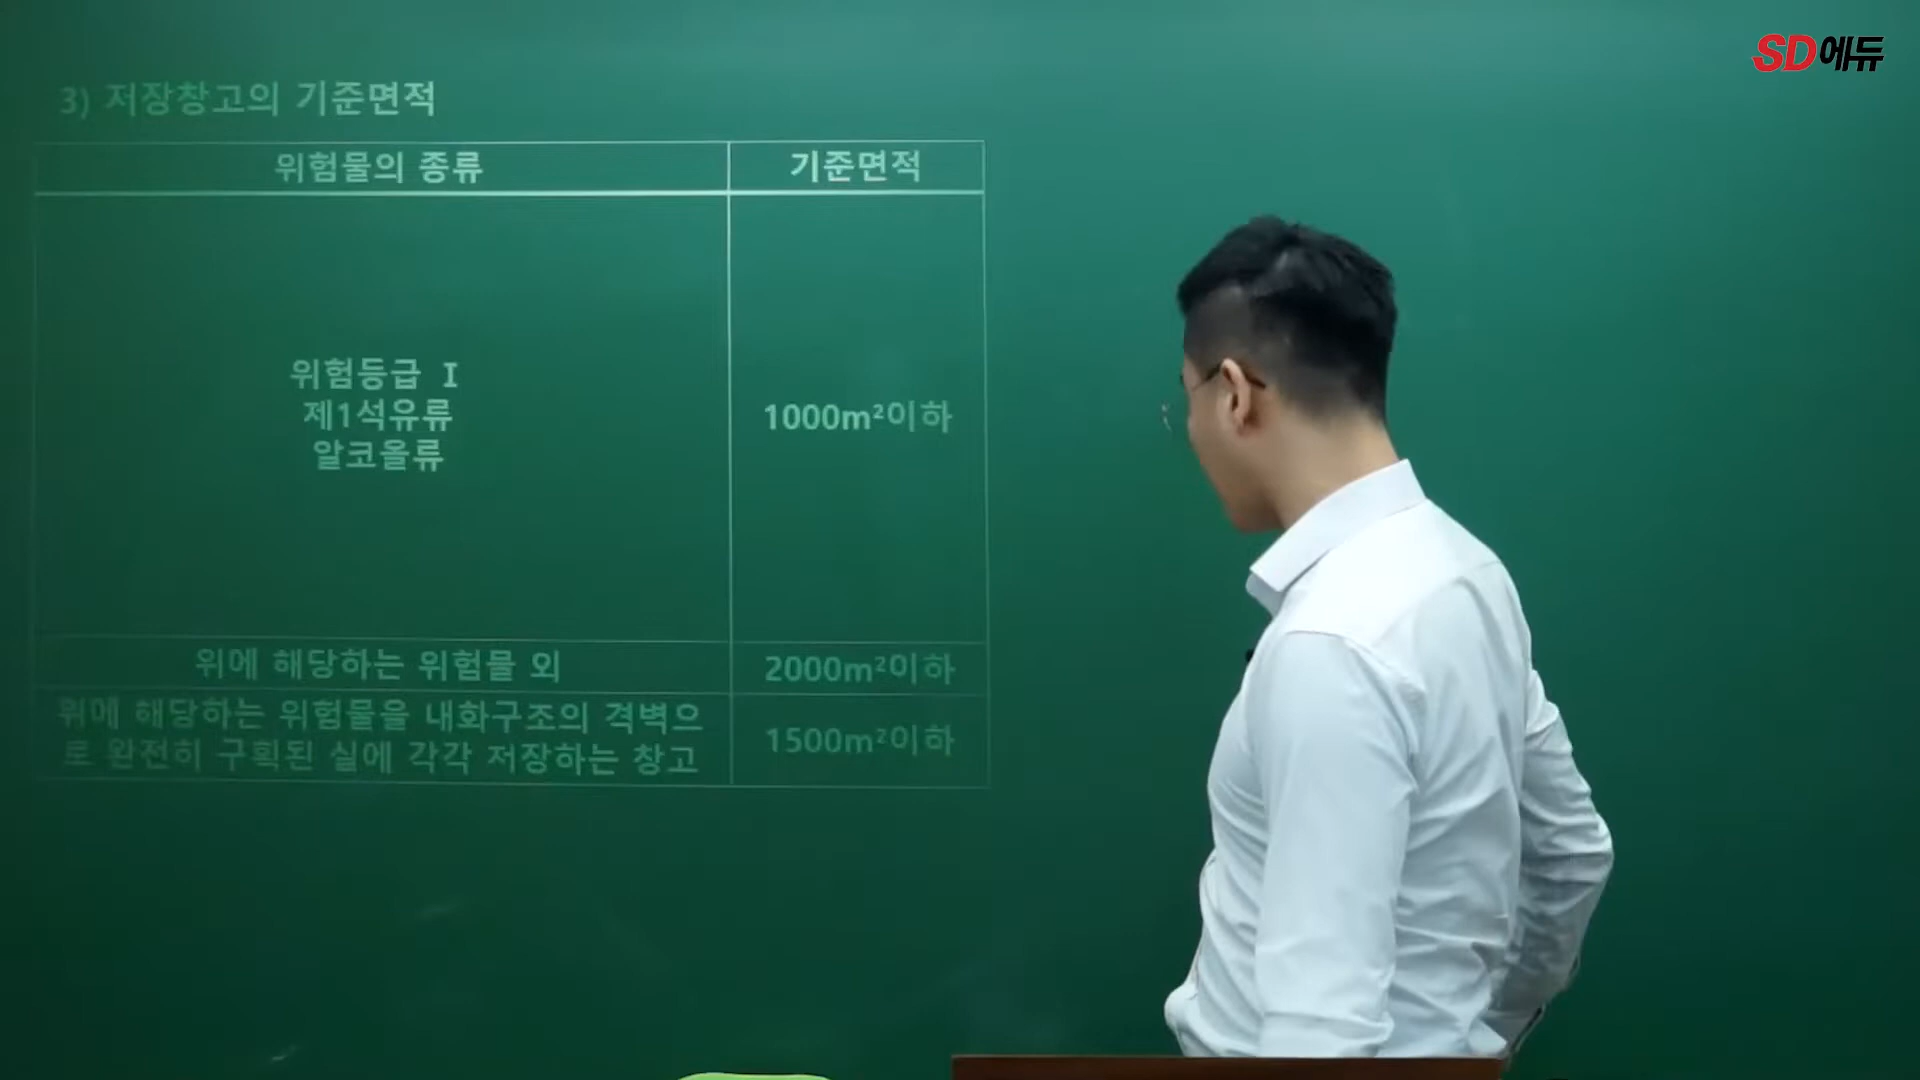 SD에듀
3) 저장창고의 기준면적
위험물의 종류
기준면적
위험등급 I
제1석유류
알코올류
1000m²이하
위에 해당하는 위험물 외
2000m²이하
위에 해당하는 위험물을 내화구조의 격벽으
로 완전히 구획된 실에 각각 저장하는 창고
1500m²이하